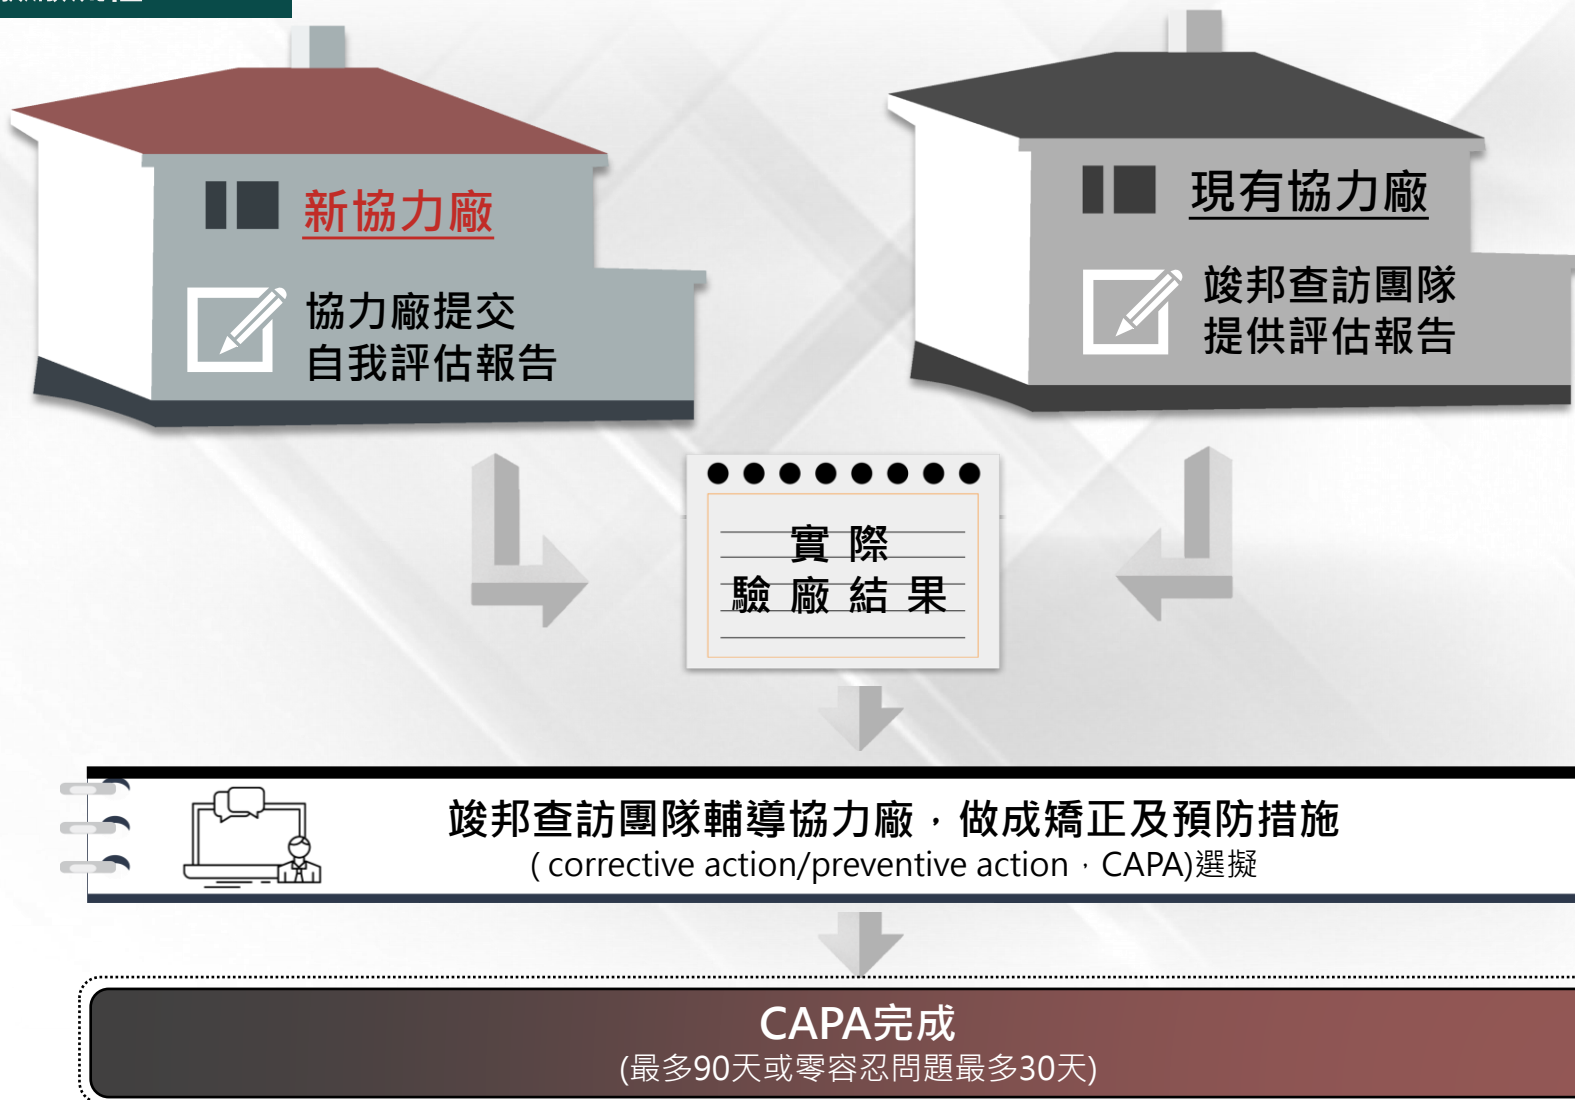 新協力廠
協力廠提交
自我評估報告
現有協力廠
竣邦查訪團隊
提供評估報告
實際
驗廠結果
竣邦查訪團隊輔導協力廠，做成矯正及預防措施
( corrective action/preventive action，CAPA)選擬
CAPA完成
(最多90天或零容忍問題最多30天)